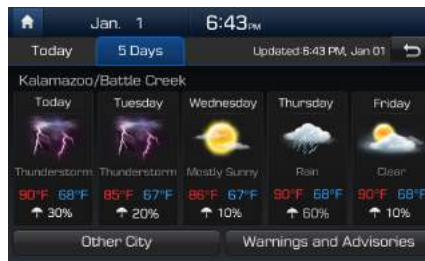 Jan. 1 6:43PM
Today 5 Days Updated:6:43 PM, Jan 01
Kalamazoo/Battle Creek
Today Tuesday Wednesday Thursday Friday
Thunderstorm Thunderstorm Mostly Sunny Rain Clear
90°F 68°F 85°F 67°F 86°F 67°F 90°F 68°F 90°F 68°F
30% 20% 10% 60% 10%
Other City Warnings and Advisories